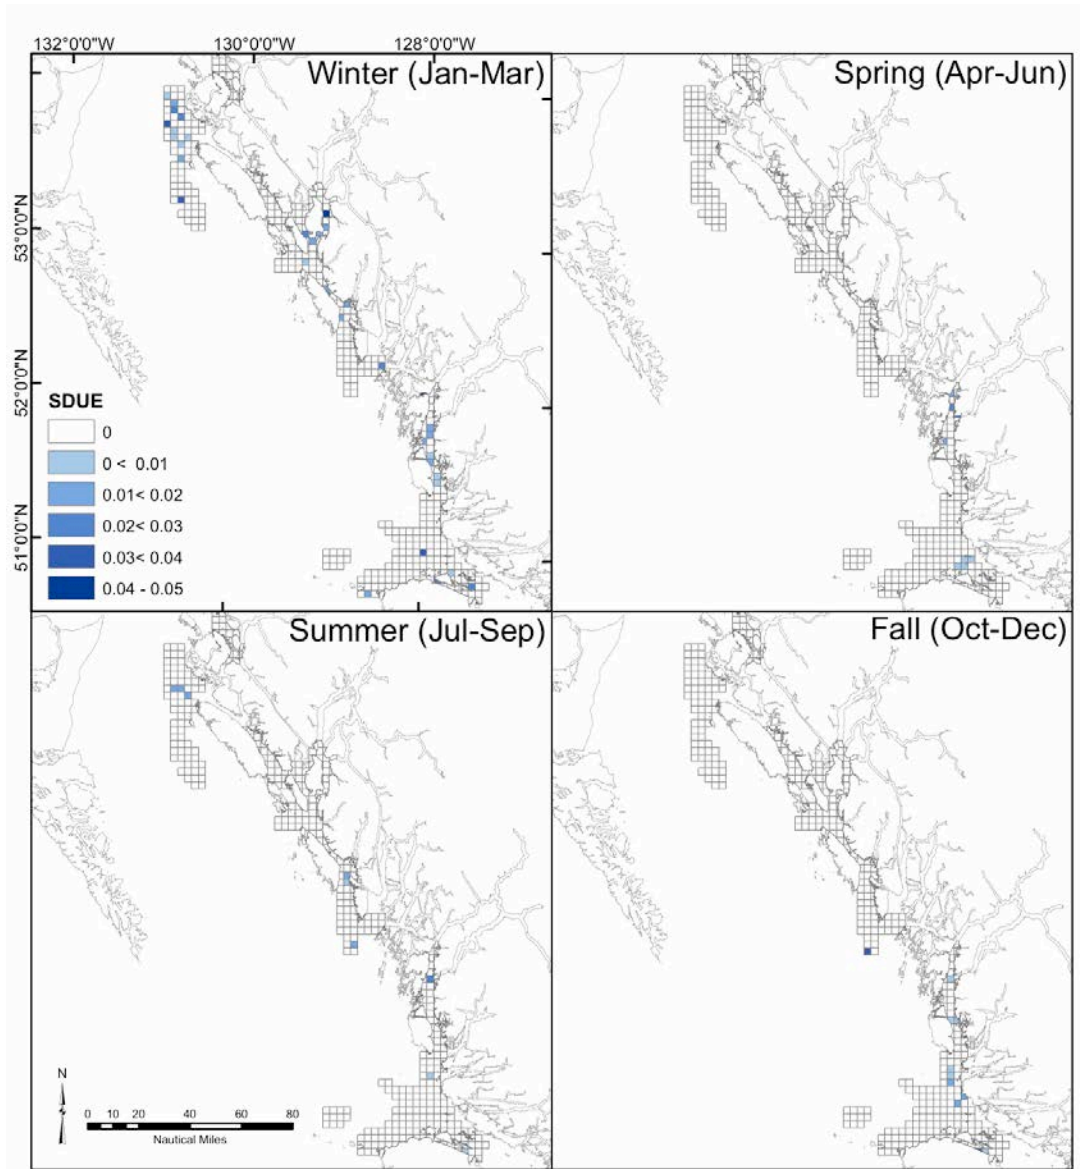 132°0'0"W 130°0'0"W 128°0'0"W
Winter (Jan-Mar)
Spring (Apr-Jun)
53°0'0"N
52°0'0"N
51°0'0"N
SDUE
0
0 < 0.01
0.01< 0.02
0.02< 0.03
0.03< 0.04
0.04 - 0.05
Summer (Jul-Sep)
Fall (Oct-Dec)
N
0 10 20 40 60 80
Nautical Miles